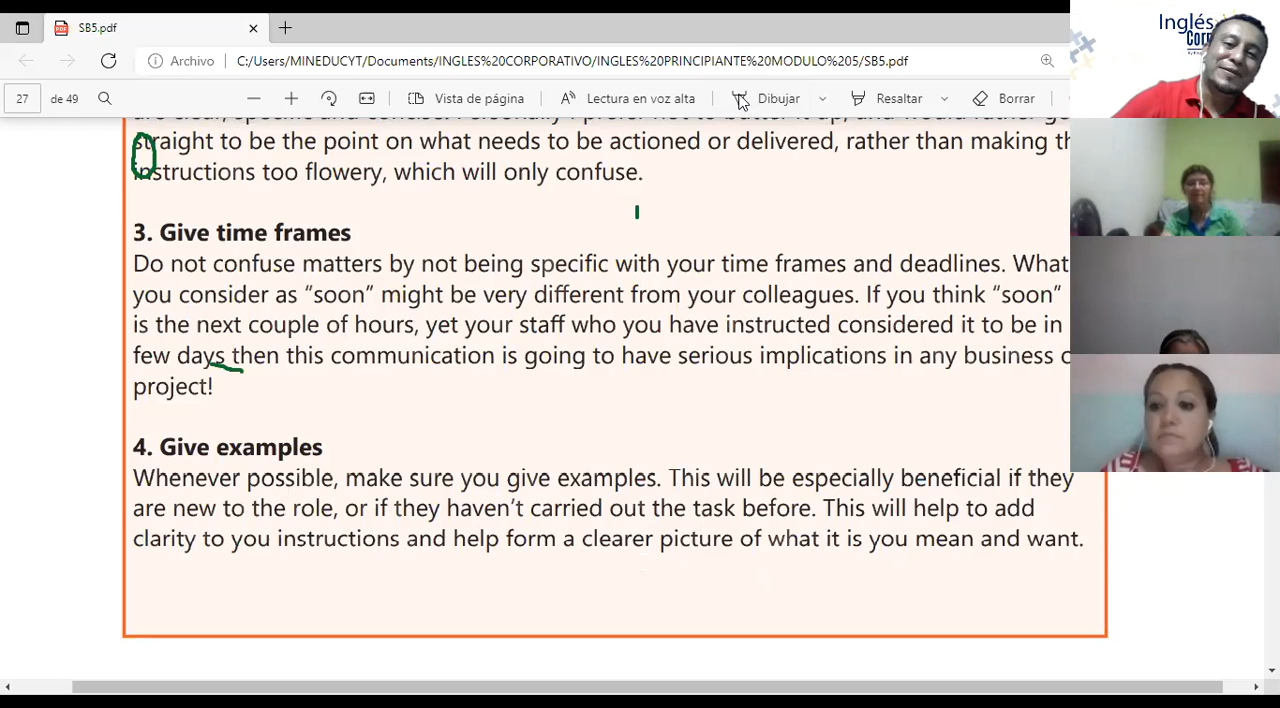 SB5.pdf
Archivo C:/Users/MINEDUCYT/Documents/INGLES%20CORPORATIVO/INGLES%20PRINCIPIANTE%20MODULO%205/SB5.pdf
27 de 49 Vista de página Lectura en voz alta Dibujar Resaltar Borrar
Inglés
straight to be the point on what needs to be actioned or delivered, rather than making
instructions too flowery, which will only confuse.
3. Give time frames
Do not confuse matters by not being specific with your time frames and deadlines. What
you consider as “soon” might be very different from your colleagues. If you think “soon”
is the next couple of hours, yet your staff who you have instructed considered it to be in
few days then this communication is going to have serious implications in any business
project!
4. Give examples
Whenever possible, make sure you give examples. This will be especially beneficial if they
are new to the role, or if they haven’t carried out the task before. This will help to add
clarity to you instructions and help form a clearer picture of what it is you mean and want.